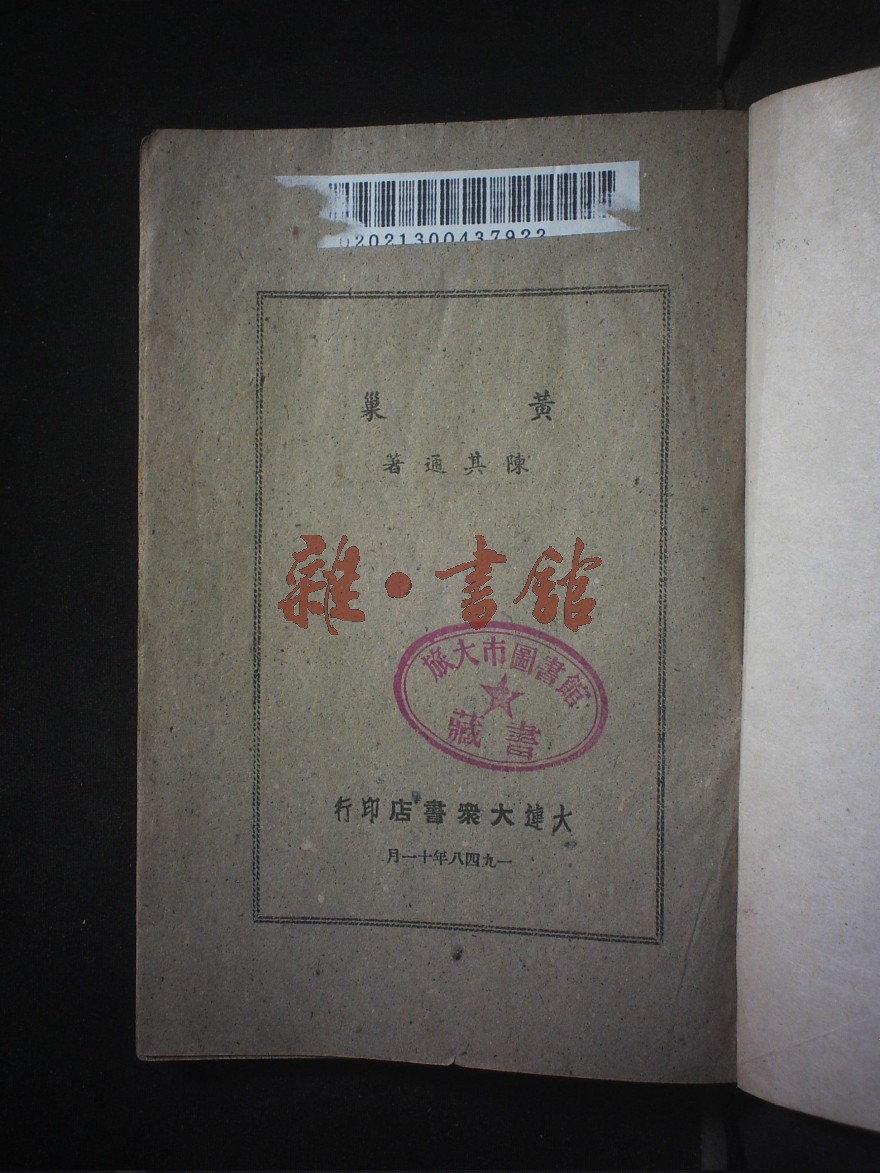 02021300437922
黃巢
陳其通著
雜·書館
旅大市圖書館
藏書
大連大衆書店印行
一九四八年十一月